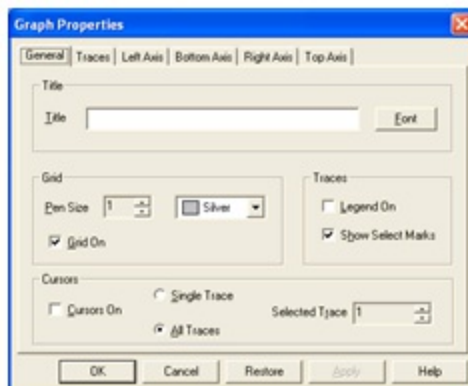 Graph Properties
General Traces Left Axis Bottom Axis Right Axis Top Axis
Title
Title Font
Grid
Pen Size 1 Silver
Grid On
Traces
Legend On
Show Select Marks
Cursors
Cursors On
Single Trace
All Traces
Selected Trace 1
OK Cancel Restore Apply Help